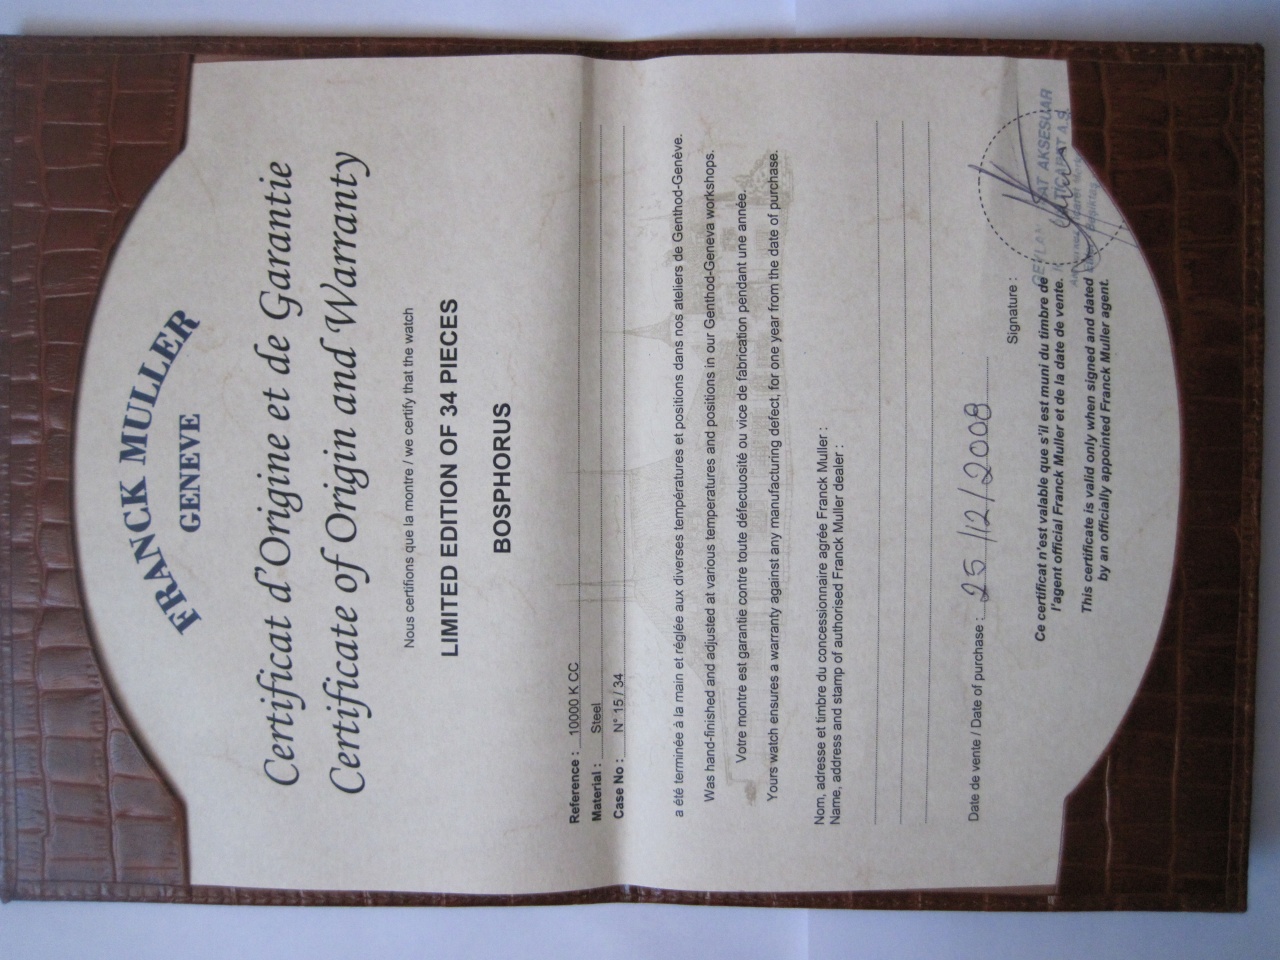 FRANCK MULLER
GENEVE
Certificat d'Origine et de Garantie
Certificate of Origin and Warranty
Nous certifions que la montre / we certify that the watch
LIMITED EDITION OF 34 PIECES
BOSPHORUS
Reference : 10000 K CC
Material : Steel
Case No : N° 15 / 34
a été terminée à la main et réglée aux diverses températures et positions dans nos ateliers de Genthod-Genève.
Was hand-finished and adjusted at various temperatures and positions in our Genthod-Geneva workshops.
Votre montre est garantie contre toute défectuosité ou vice de fabrication pendant une année.
Yours watch ensures a warranty against any manufacturing defect, for one year from the date of purchase.
Nom, adresse et timbre du concessionnaire agrée Franck Muller :
Name, address and stamp of authorised Franck Muller dealer :
Date de vente / Date of purchase : 25/12/2008
Signature :
AKSESUAR
A.Ş.
Ce certificat n'est valable que s'il est muni du timbre de
l'agent official Franck Muller et de la date de vente.
This certificate is valid only when signed and dated
by an officially appointed Franck Muller agent.